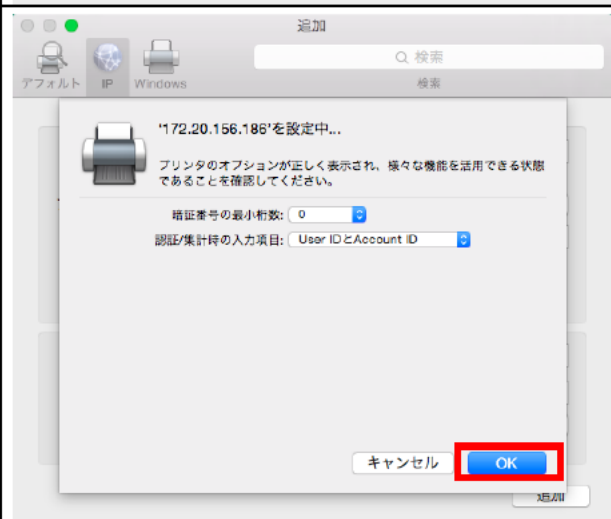 追加
検索
デフォルト IP Windows 検索
'172.20.156.186'を設定中...
プリンタのオプションが正しく表示され、様々な機能を活用できる状態
であることを確認してください。
暗証番号の最小桁数: 0
認証/集計時の入力項目: User IDとAccount ID
キャンセル OK
追加